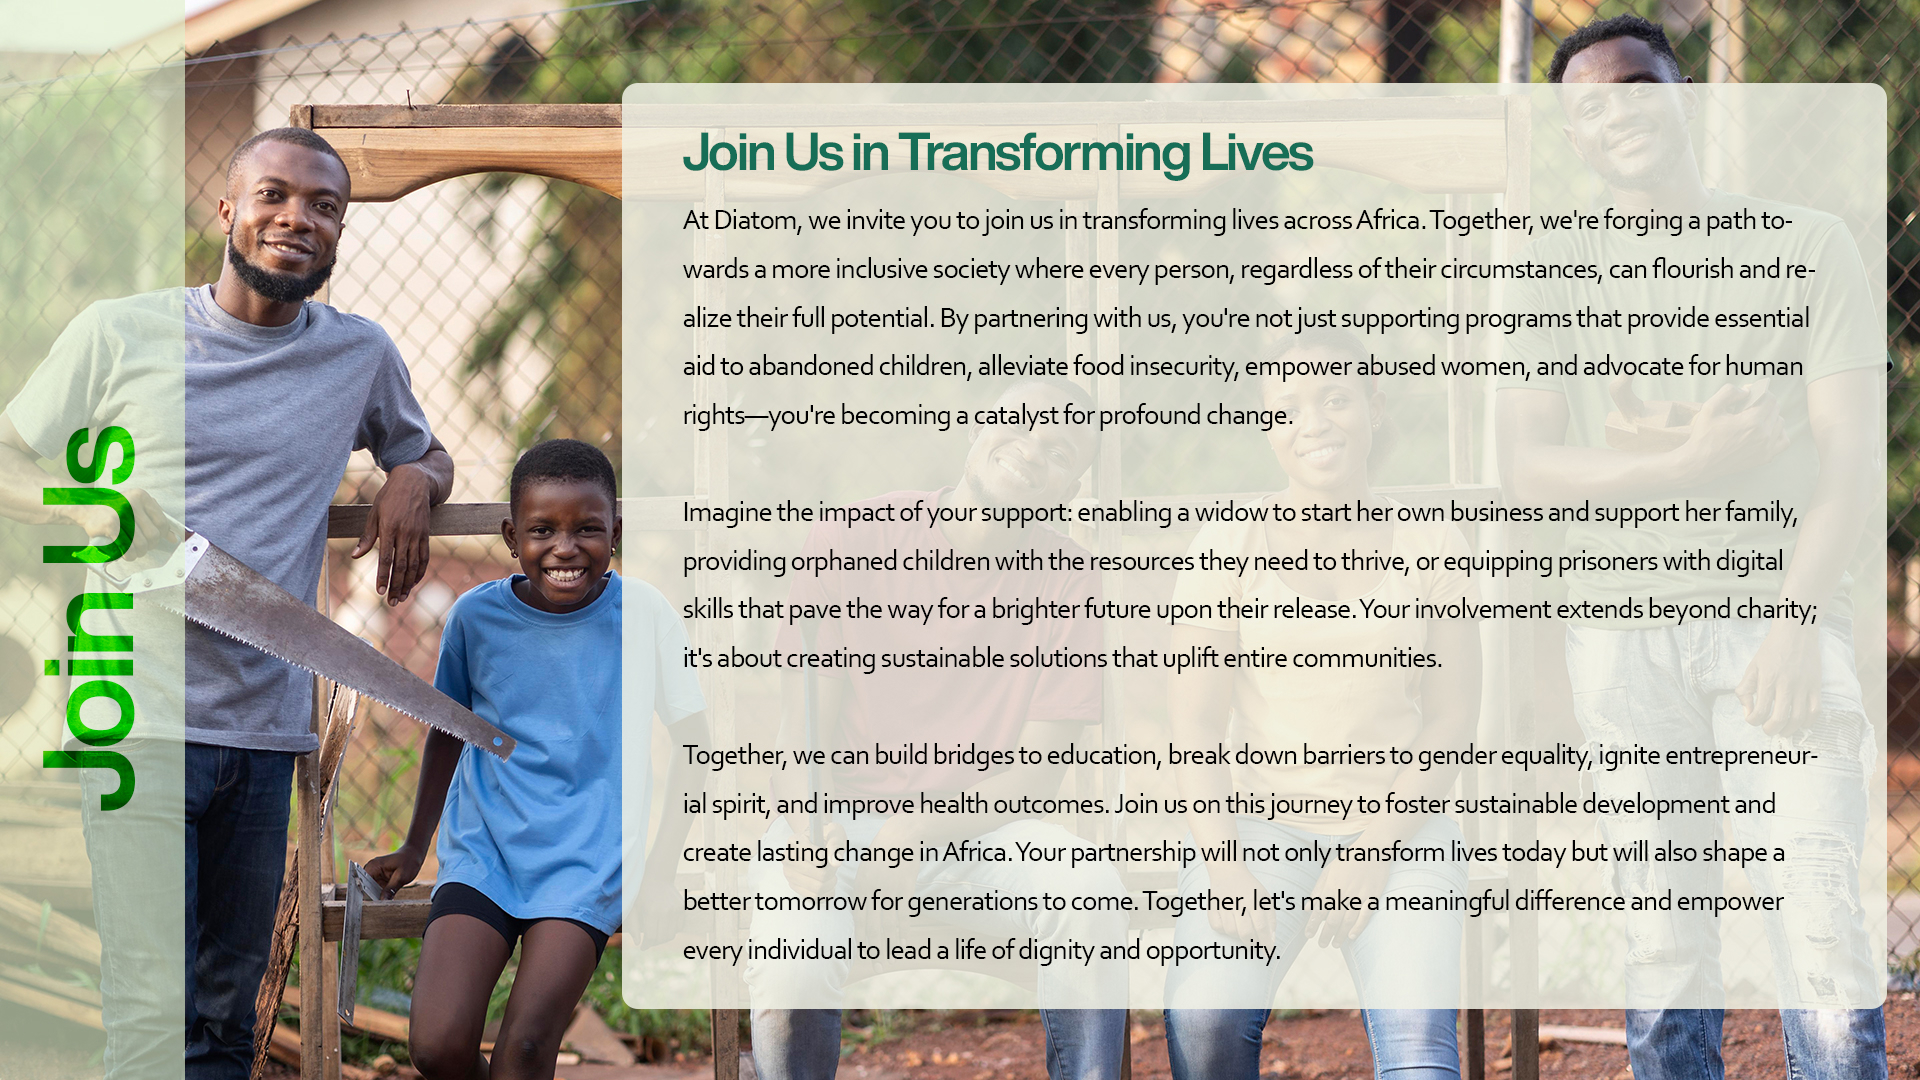 Join Us
Join Us in Transforming Lives
At Diatom, we invite you to join us in transforming lives across Africa. Together, we're forging a path to-
wards a more inclusive society where every person, regardless of their circumstances, can flourish and re-
alize their full potential. By partnering with us, you're not just supporting programs that provide essential
aid to abandoned children, alleviate food insecurity, empower abused women, and advocate for human
rights—you're becoming a catalyst for profound change.
Imagine the impact of your support: enabling a widow to start her own business and support her family,
providing orphaned children with the resources they need to thrive, or equipping prisoners with digital
skills that pave the way for a brighter future upon their release. Your involvement extends beyond charity;
it's about creating sustainable solutions that uplift entire communities.
Together, we can build bridges to education, break down barriers to gender equality, ignite entrepreneur-
ial spirit, and improve health outcomes. Join us on this journey to foster sustainable development and
create lasting change in Africa. Your partnership will not only transform lives today but will also shape a
better tomorrow for generations to come. Together, let's make a meaningful difference and empower
every individual to lead a life of dignity and opportunity.